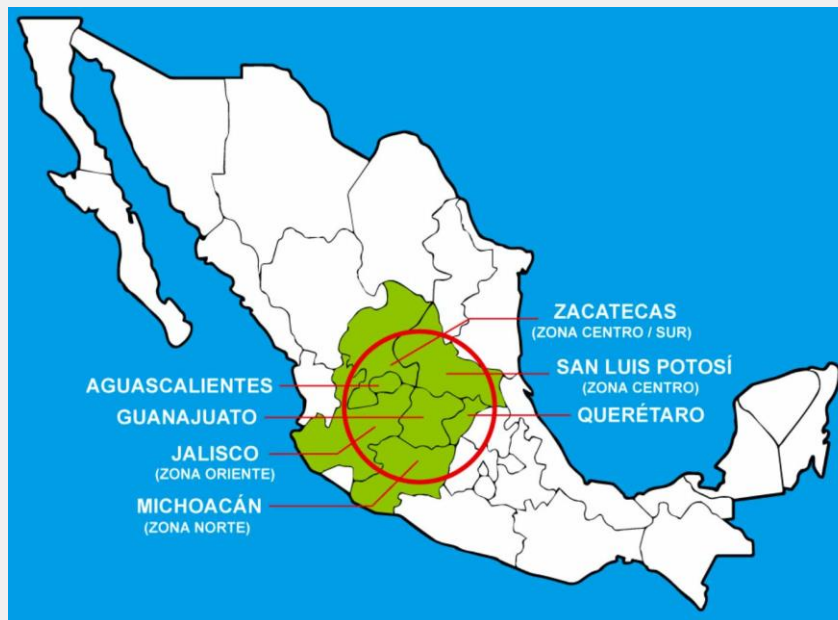 ZACATECAS
(ZONA CENTRO / SUR)
SAN LUIS POTOSÍ
(ZONA CENTRO)
AGUASCALIENTES
GUANAJUATO
QUERÉTARO
JALISCO
(ZONA ORIENTE)
MICHOACÁN
(ZONA NORTE)